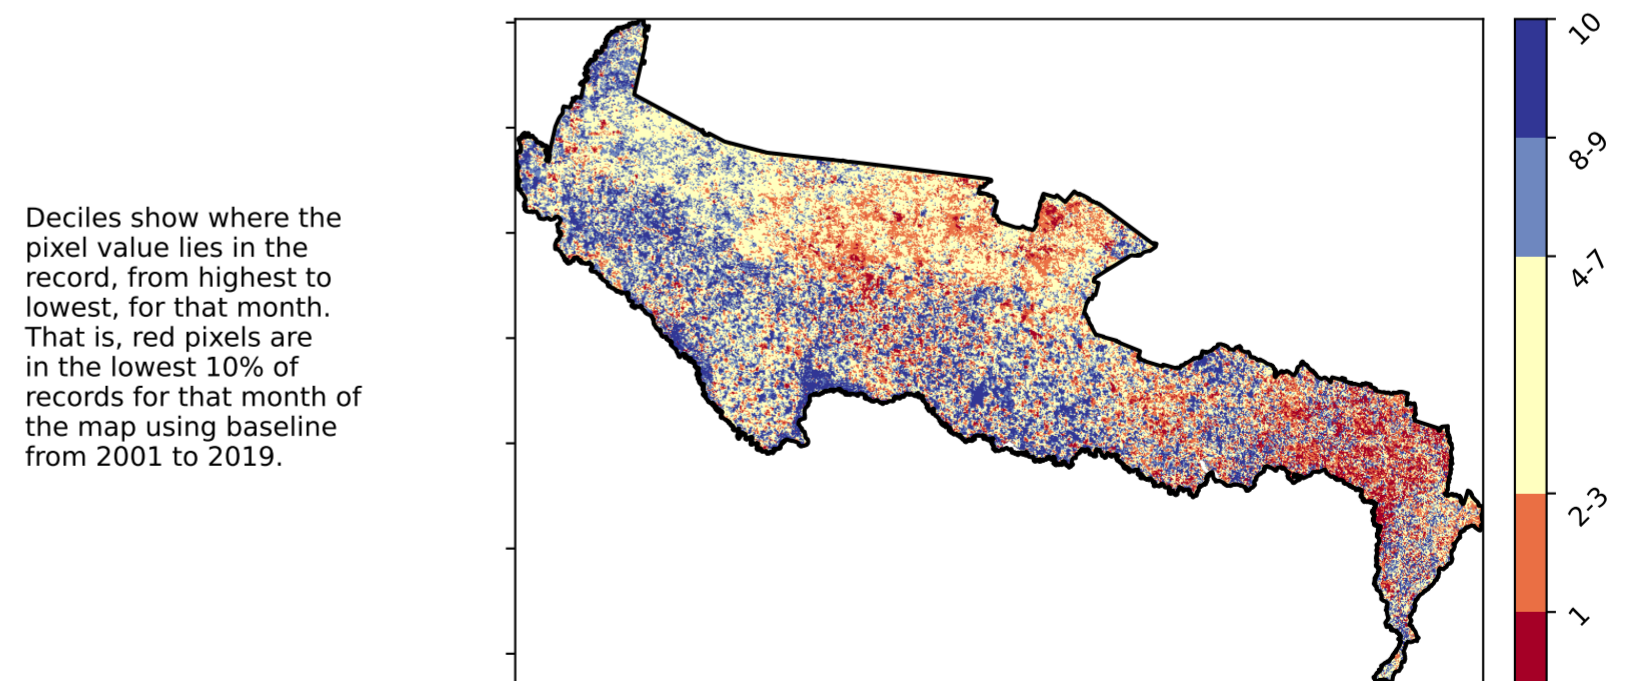 Deciles show where the
pixel value lies in the
record, from highest to
lowest, for that month.
That is, red pixels are
in the lowest 10% of
records for that month of
the map using baseline
from 2001 to 2019.
10
8-9
4-7
2-3
1